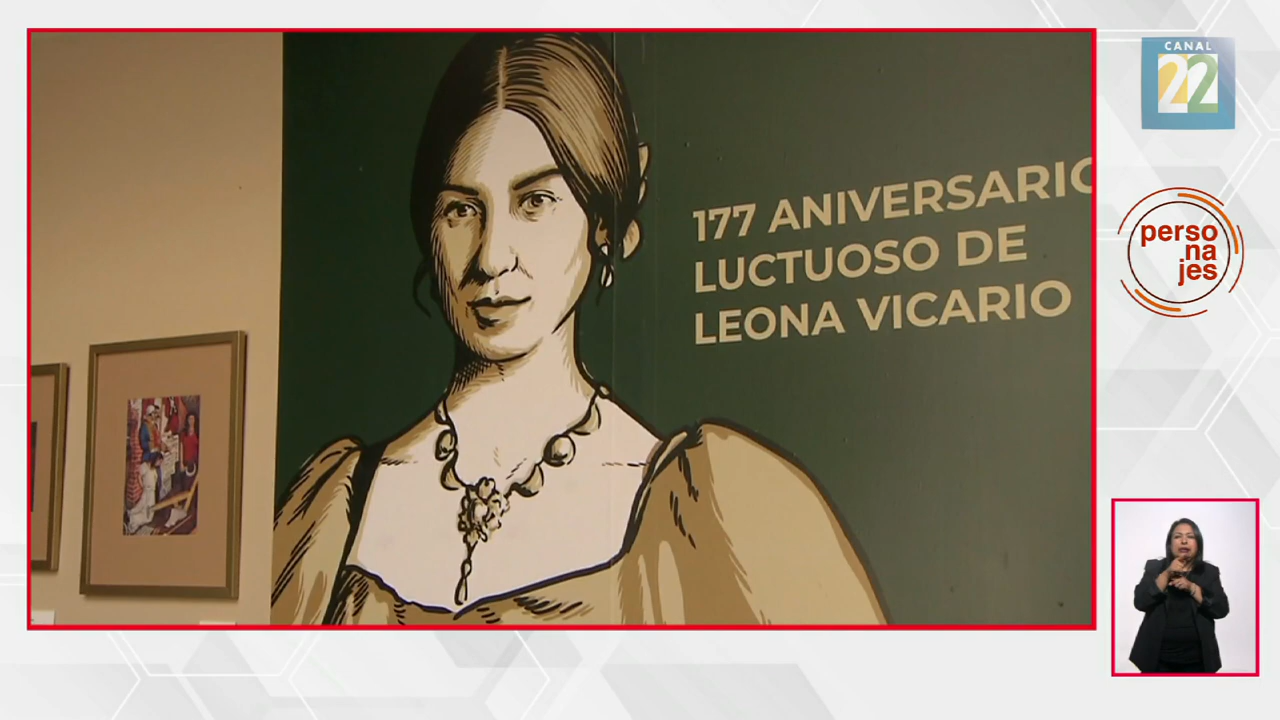 177 ANIVERSARIO
LUCTUOSO DE
LEONA VICARIO
CANAL
22
perso
na
jes